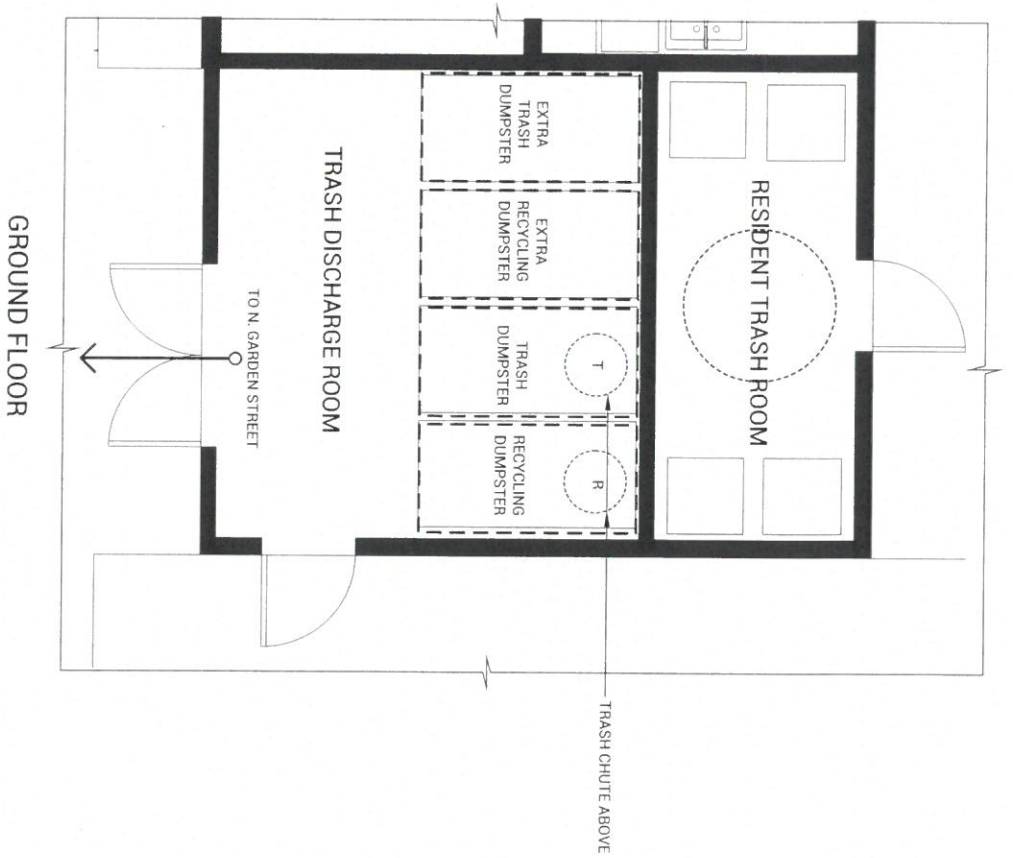 RESIDENT TRASH ROOM
EXTRA
TRASH
DUMPSTER
EXTRA
RECYCLING
DUMPSTER
TRASH
DUMPSTER
T
RECYCLING
DUMPSTER
R
TRASH CHUTE ABOVE
TRASH DISCHARGE ROOM
TO N. GARDEN STREET
GROUND FLOOR